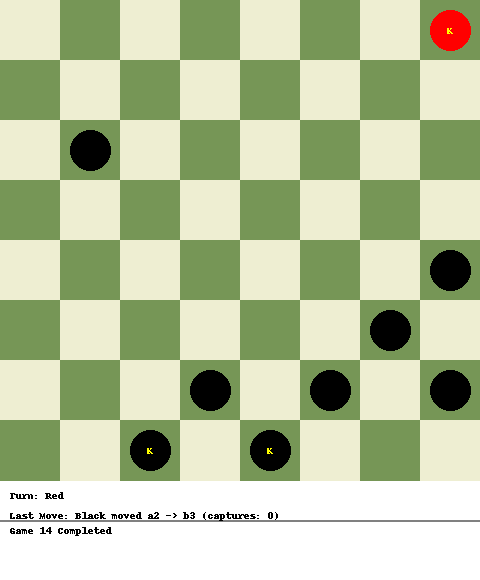 K
K
K
Turn: Red
Last Move: Black moved a2 -> b3 (captures: 0)
Game 14 Completed